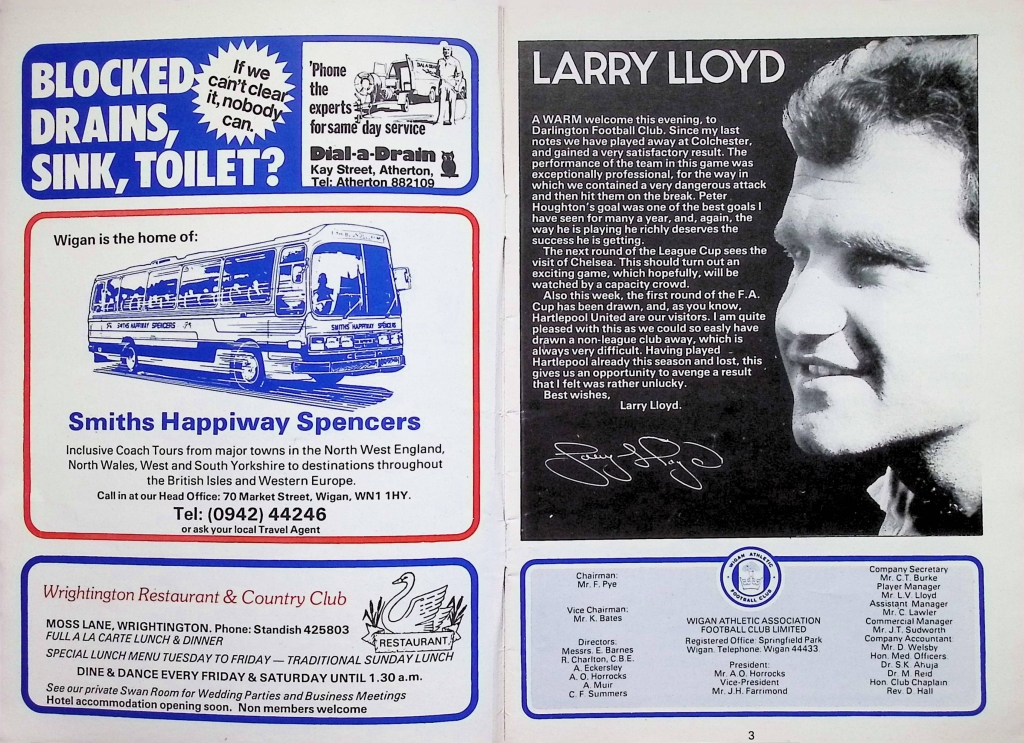 BLOCKED
DRAINS,
SINK, TOILET?
If we
can't clear
it, nobody
can.
'Phone
the
experts
for same day service
Dial-a-Drain
Kay Street, Atherton,
Tel: Atherton 882109
Wigan is the home of:
SMITHS HAPPIWAY SPENCERS
SMITHS HAPPIWAY SPENCERS
Smiths Happiway Spencers
Inclusive Coach Tours from major towns in the North West England,
North Wales, West and South Yorkshire to destinations throughout
the British Isles and Western Europe.
Call in at our Head Office: 70 Market Street, Wigan, WN1 1HY.
Tel: (0942) 44246
or ask your local Travel Agent
Wrightington Restaurant & Country Club
MOSS LANE, WRIGHTINGTON. Phone: Standish 425803
FULL A LA CARTE LUNCH & DINNER
RESTAURANT
SPECIAL LUNCH MENU TUESDAY TO FRIDAY — TRADITIONAL SUNDAY LUNCH
DINE & DANCE EVERY FRIDAY & SATURDAY UNTIL 1.30 a.m.
See our private Swan Room for Wedding Parties and Business Meetings
Hotel accommodation opening soon. Non members welcome
LARRY LLOYD
A WARM welcome this evening, to
Darlington Football Club. Since my last
notes we have played away at Colchester,
and gained a very satisfactory result. The
performance of the team in this game was
exceptionally professional, for the way in
which we contained a very dangerous attack
and then hit them on the break. Peter
Houghton's goal was one of the best goals I
have seen for many a year, and, again, the
way he is playing he richly deserves the
success he is getting.
The next round of the League Cup sees the
visit of Chelsea. This should turn out an
exciting game, which hopefully, will be
watched by a capacity crowd.
Also this week, the first round of the F.A.
Cup has been drawn, and, as you know,
Hartlepool United are our visitors. I am quite
pleased with this as we could so easly have
drawn a non-league club away, which is
always very difficult. Having played
Hartlepool already this season and lost, this
gives us an opportunity to avenge a result
that I felt was rather unlucky.
Best wishes,
Larry Lloyd.
Larry Lloyd
Chairman:
Mr. F. Pye
Vice Chairman:
Mr. K. Bates
Directors:
Messrs. E. Barnes
R. Charlton, C.B.E.
A. Eckersley
A. O. Horrocks
A. Muir
C. F. Summers
WIGAN ATHLETIC
FOOTBALL CLUB
WIGAN ATHLETIC ASSOCIATION
FOOTBALL CLUB LIMITED
Registered Office: Springfield Park
Wigan. Telephone: Wigan 44433.
President:
Mr. A.O. Horrocks
Vice-President
Mr. J.H. Farrimond
Company Secretary
Mr. C.T. Burke
Player Manager
Mr. L.V. Lloyd
Assistant Manager
Mr. C. Lawler
Commercial Manager
Mr. J.T. Sudworth
Company Accountant
Mr. D. Welsby
Hon. Med. Officers
Dr. S.K. Ahuja
Dr. M. Reid
Hon. Club Chaplain
Rev. D. Hall
3